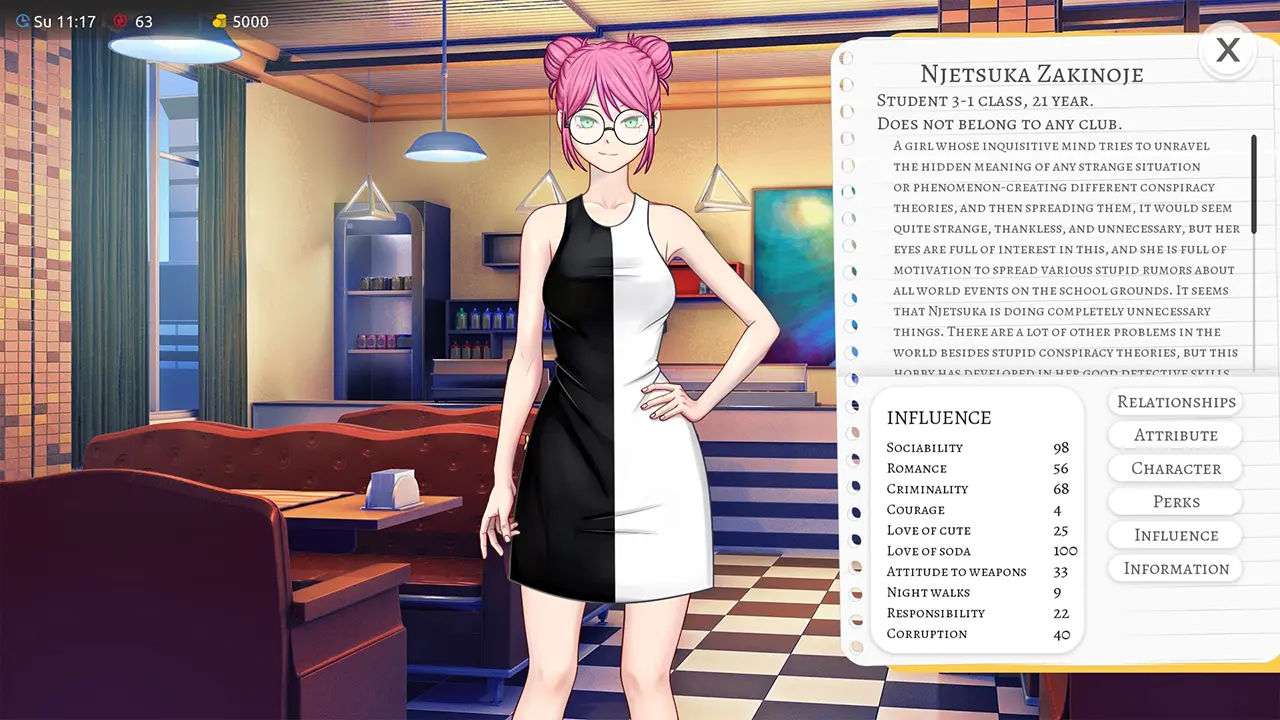 Su 11:17 63 5000
X
Njetsuka Zakinoje
Student 3-1 class, 21 year.
Does not belong to any club.
A girl whose inquisitive mind tries to unravel
the hidden meaning of any strange situation
or phenomenon-creating different conspiracy
theories, and then spreading them, it would seem
quite strange, thankless, and unnecessary, but her
eyes are full of interest in this, and she is full of
motivation to spread various stupid rumors about
all world events on the school grounds. It seems
that Njetsuka is doing completely unnecessary
things. There are a lot of other problems in the
world besides stupid conspiracy theories, but this
hobby has developed in her good detective skills
INFLUENCE
Sociability 98
Romance 56
Criminality 68
Courage 4
Love of cute 25
Love of soda 100
Attitude to weapons 33
Night walks 9
Responsibility 22
Corruption 40
Relationships
Attribute
Character
Perks
Influence
Information